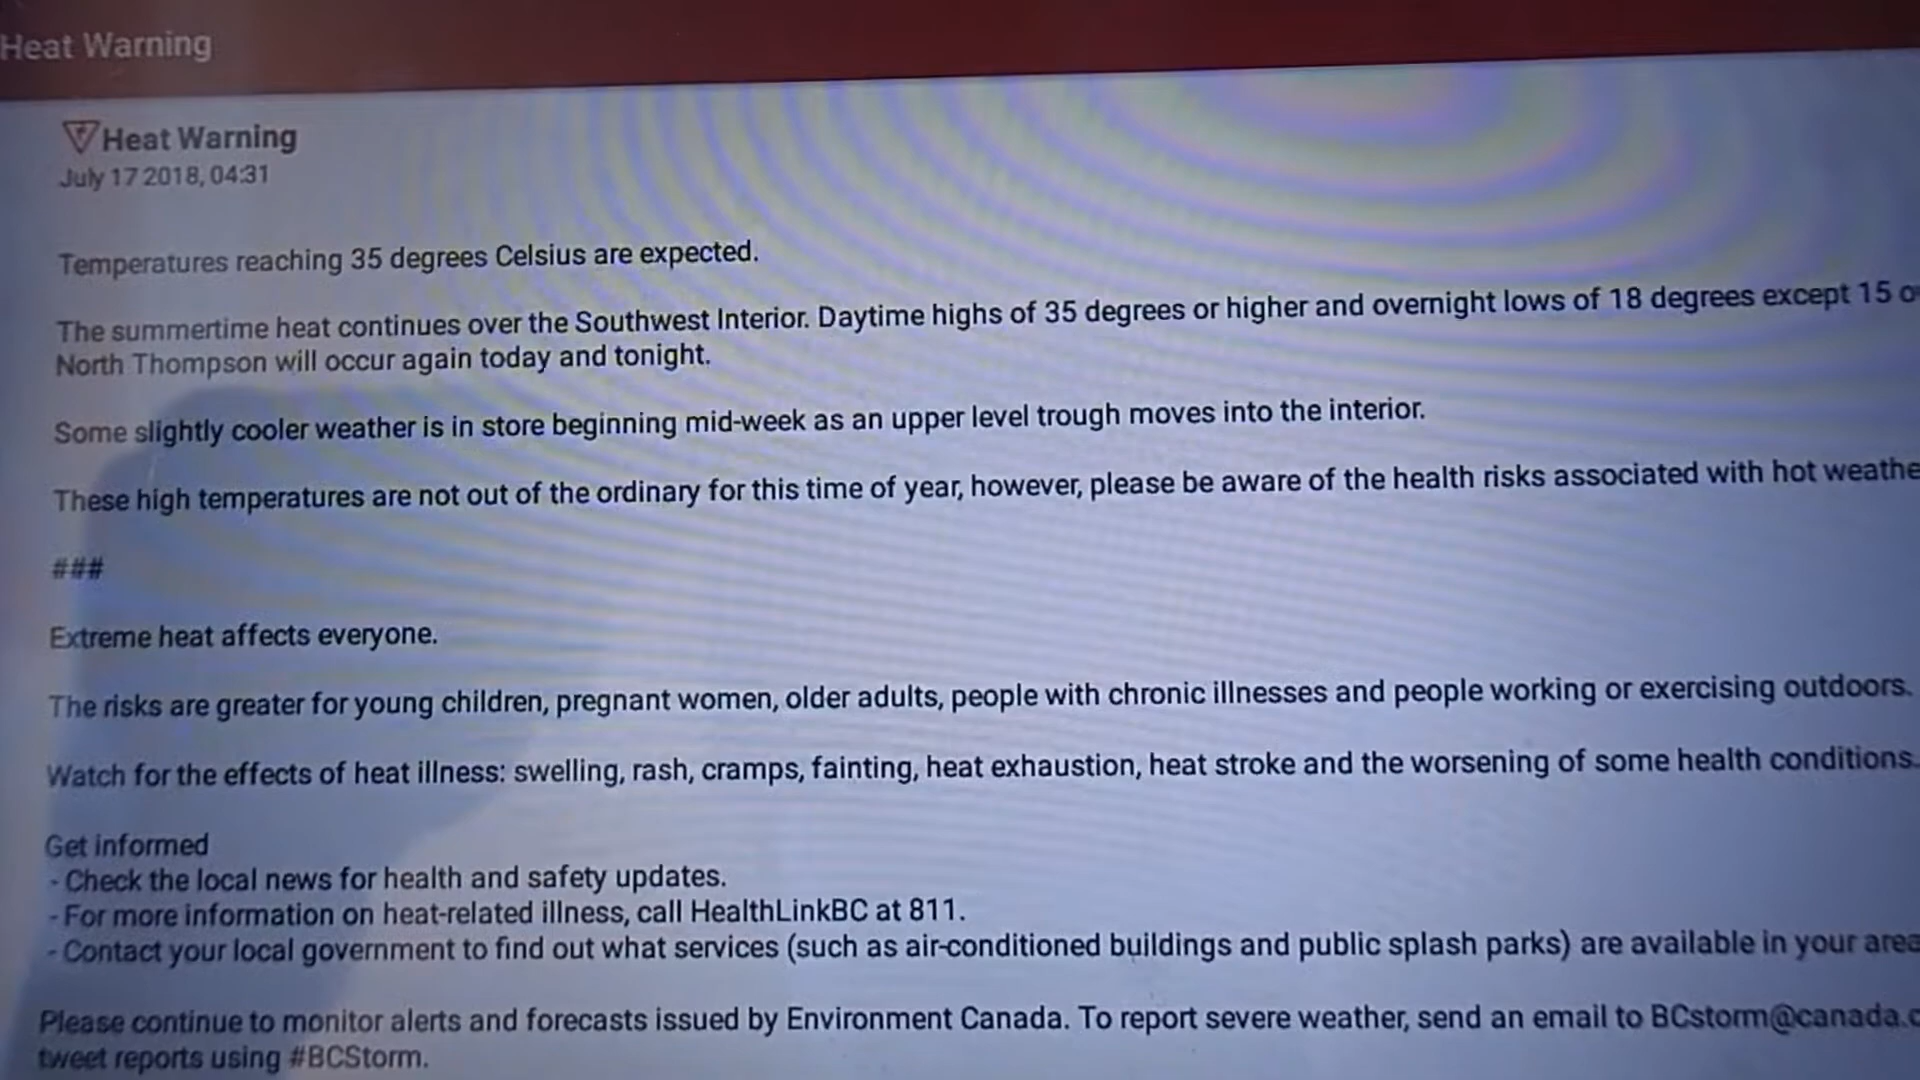 Heat Warning
Heat Warning
July 17 2018, 04:31
Temperatures reaching 35 degrees Celsius are expected.
The summertime heat continues over the Southwest Interior. Daytime highs of 35 degrees or higher and overnight lows of 18 degrees except 15
North Thompson will occur again today and tonight.
Some slightly cooler weather is in store beginning mid-week as an upper level trough moves into the interior.
These high temperatures are not out of the ordinary for this time of year, however, please be aware of the health risks associated with hot
###
Extreme heat affects everyone.
The risks are greater for young children, pregnant women, older adults, people with chronic illnesses and people working or exercising outdoors.
Watch for the effects of heat illness: swelling, rash, cramps, fainting, heat exhaustion, heat stroke and the worsening of some health conditions.
Get informed
- Check the local news for health and safety updates.
- For more information on heat-related illness, call HealthLinkBC at 811.
- Contact your local government to find out what services (such as air-conditioned buildings and public splash parks) are available in your area
Please continue to monitor alerts and forecasts issued by Environment Canada. To report severe weather, send an email to BCstorm@canada.c
tweet reports using #BCStorm.